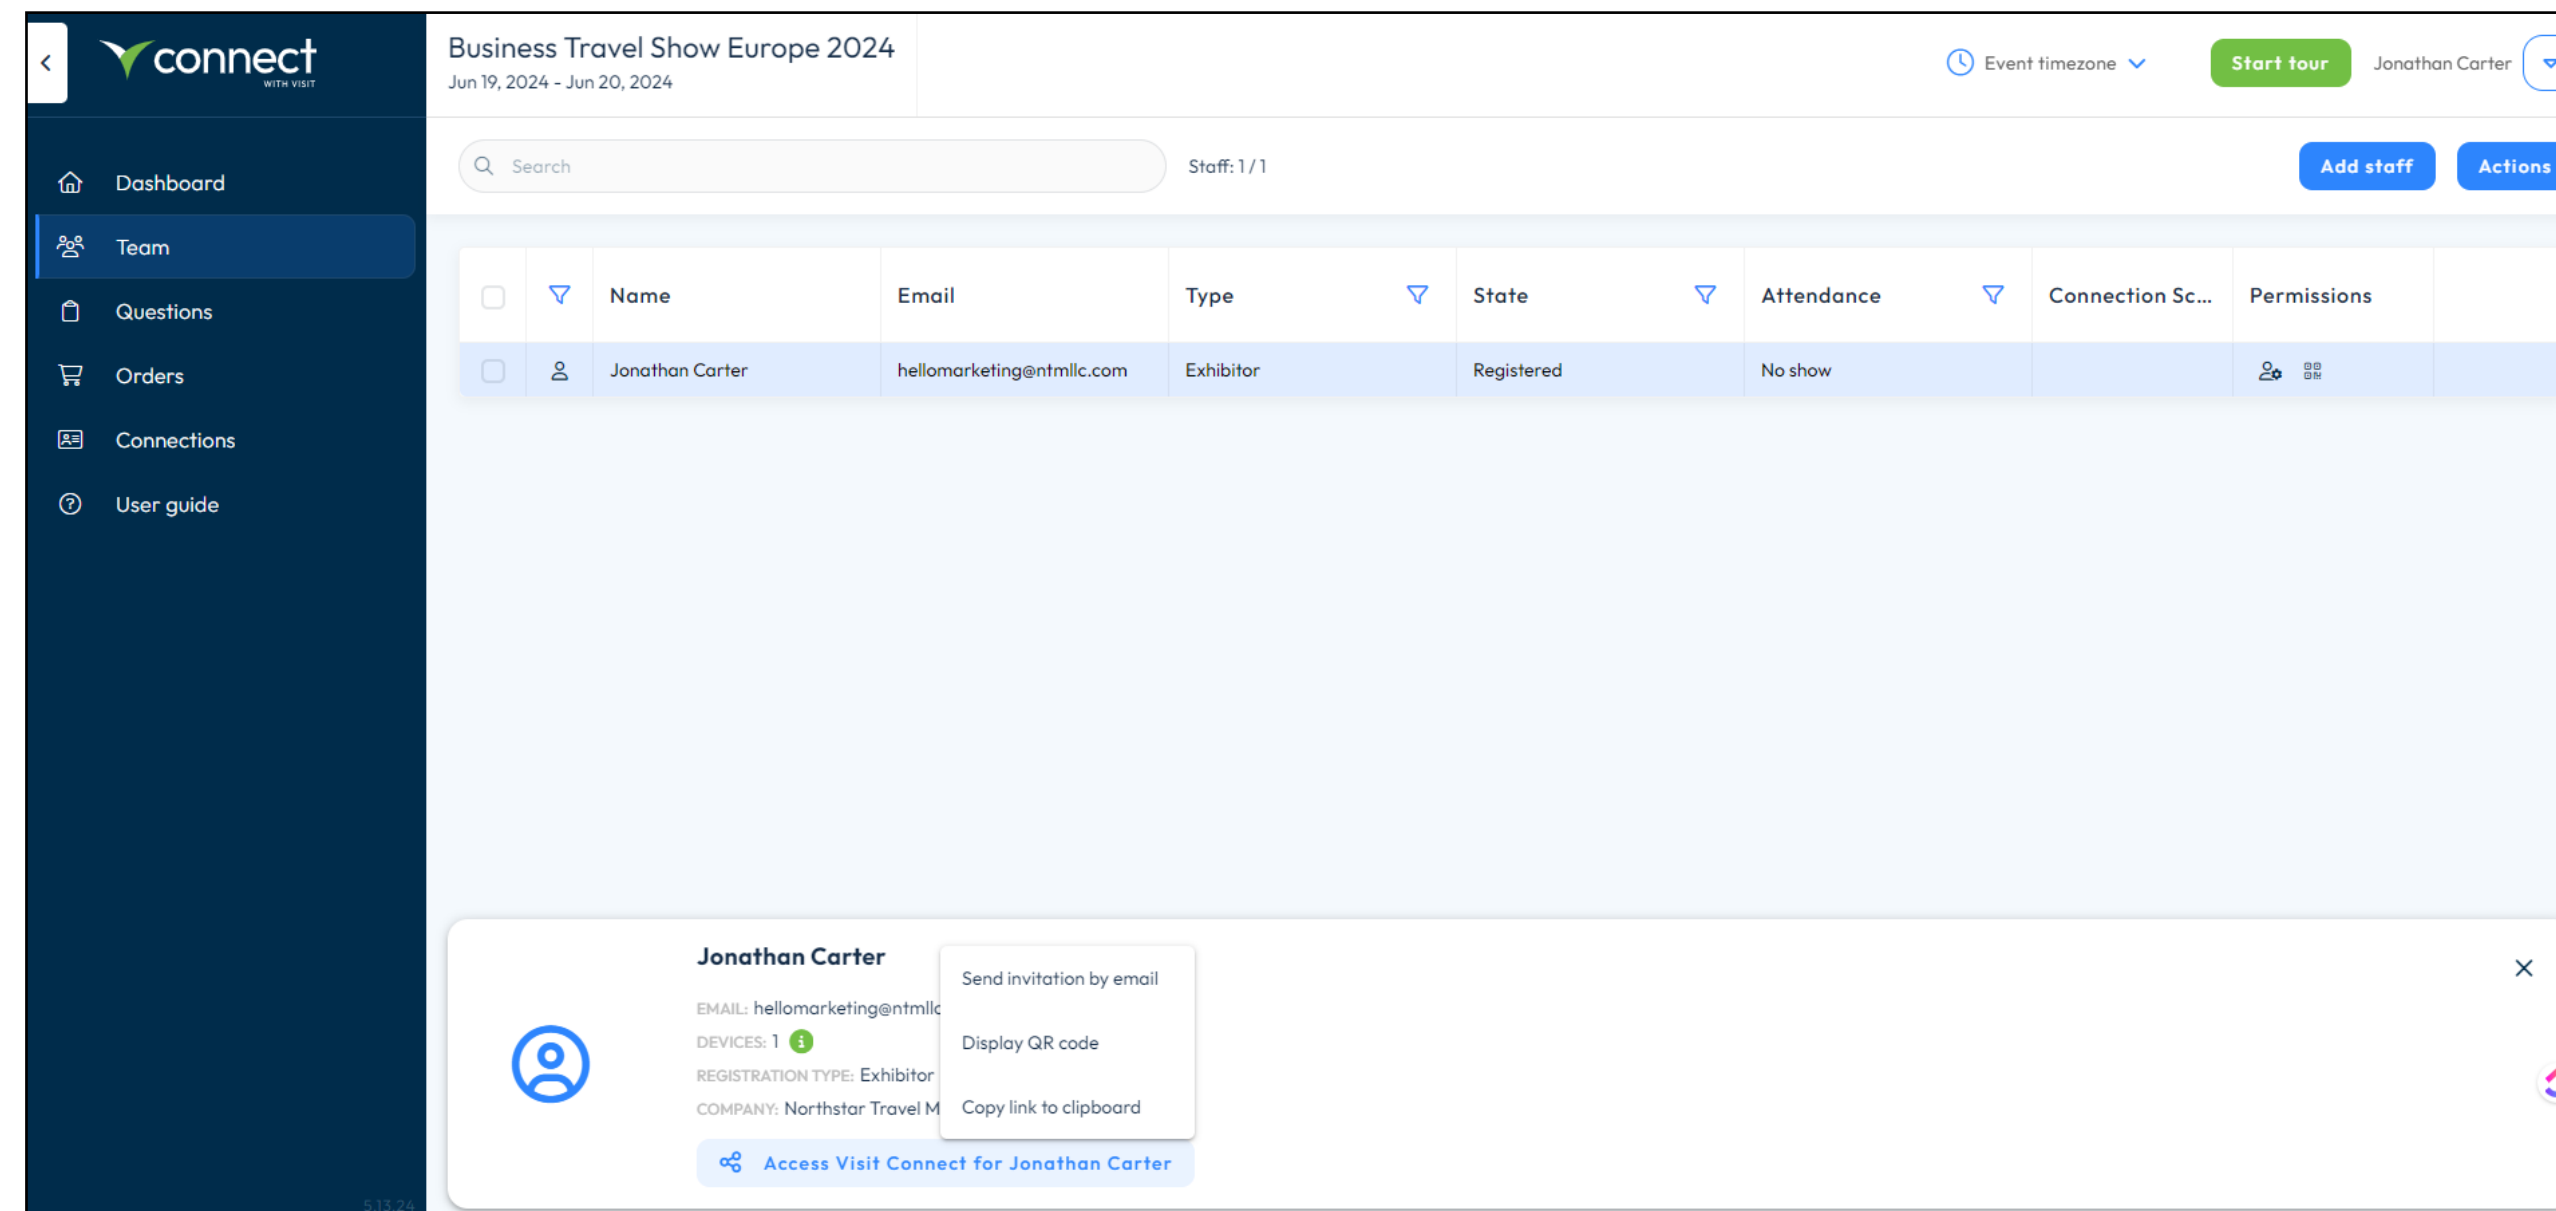 connect
WITH VISIT
Business Travel Show Europe 2024
Jun 19, 2024 - Jun 20, 2024
Event timezone
Start tour
Jonathan Carter
Search
Staff: 1 / 1
Add staff
Actions
Dashboard
Team
Questions
Orders
Connections
User guide
Name Email Type State Attendance Connection Sc... Permissions
Jonathan Carter hellomarketing@ntmllc.com Exhibitor Registered No show
Jonathan Carter
EMAIL: hellomarketing@ntmllc
DEVICES: 1
REGISTRATION TYPE: Exhibitor
COMPANY: Northstar Travel M
Send invitation by email
Display QR code
Copy link to clipboard
Access Visit Connect for Jonathan Carter
5.13.24